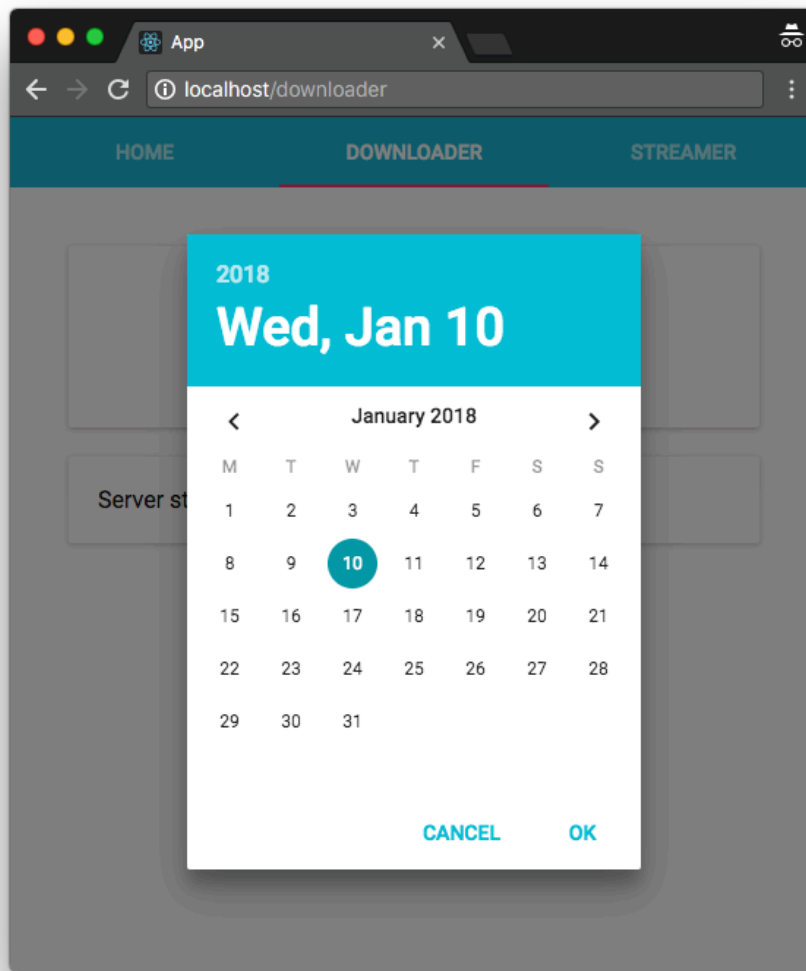 App
localhost/downloader
HOME DOWNLOADER STREAMER
2018
Wed, Jan 10
January 2018
M T W T F S S
1 2 3 4 5 6 7
8 9 10 11 12 13 14
15 16 17 18 19 20 21
22 23 24 25 26 27 28
29 30 31
Server st
CANCEL OK